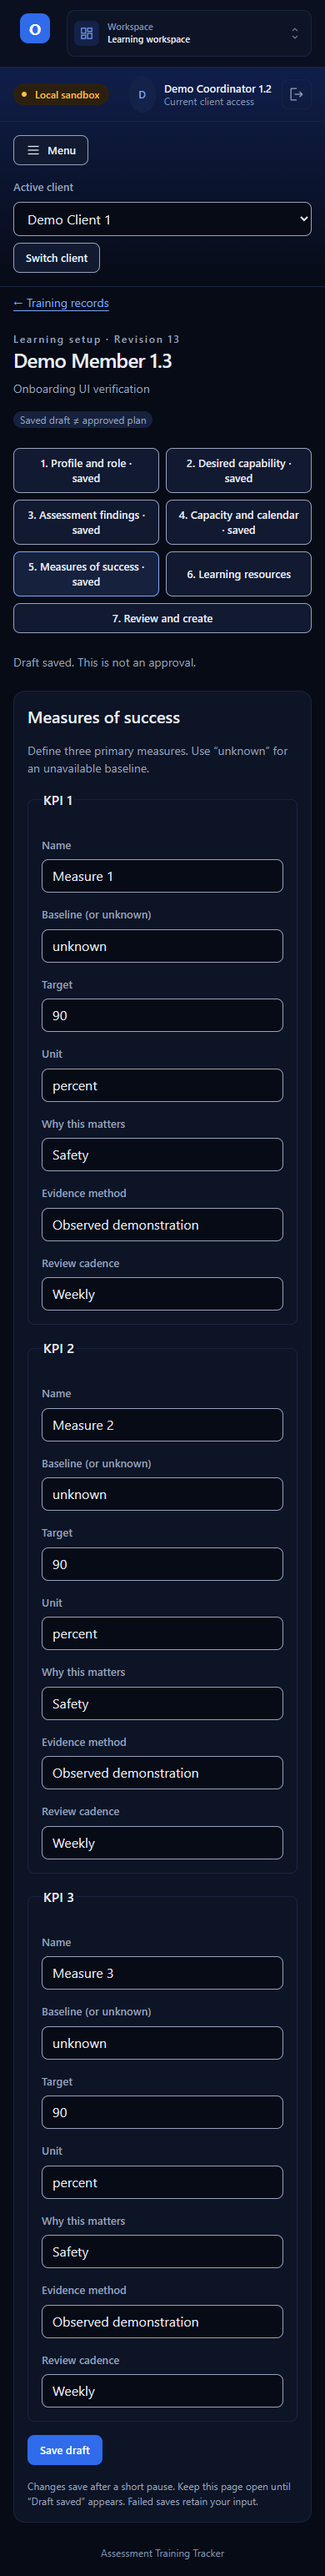 O
Workspace
Learning workspace
Local sandbox
D
Demo Coordinator 1.2
Current client access
Menu
Active client
Demo Client 1
Switch client
← Training records
Learning setup · Revision 13
Demo Member 1.3
Onboarding UI verification
Saved draft ≠ approved plan
1. Profile and role ·
saved
2. Desired capability ·
saved
3. Assessment findings ·
saved
4. Capacity and calendar
· saved
5. Measures of success ·
saved
6. Learning resources
7. Review and create
Draft saved. This is not an approval.
Measures of success
Define three primary measures. Use “unknown” for
an unavailable baseline.
KPI 1
Name
Measure 1
Baseline (or unknown)
unknown
Target
90
Unit
percent
Why this matters
Safety
Evidence method
Observed demonstration
Review cadence
Weekly
KPI 2
Name
Measure 2
Baseline (or unknown)
unknown
Target
90
Unit
percent
Why this matters
Safety
Evidence method
Observed demonstration
Review cadence
Weekly
KPI 3
Name
Measure 3
Baseline (or unknown)
unknown
Target
90
Unit
percent
Why this matters
Safety
Evidence method
Observed demonstration
Review cadence
Weekly
Save draft
Changes save after a short pause. Keep this page open until
“Draft saved” appears. Failed saves retain your input.
Assessment Training Tracker